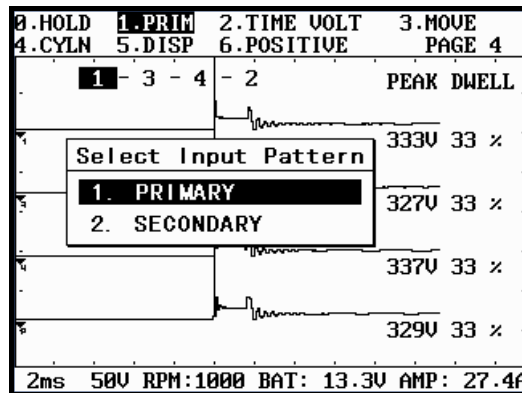 0.HOLD 1.PRIM 2.TIME VOLT 3.MOVE
4.CYLN 5.DISP 6.POSITIVE PAGE 4
1 - 3 - 4 - 2 PEAK DWELL
333V 33 %
Select Input Pattern
1. PRIMARY
327V 33 %
2. SECONDARY
337V 33 %
329V 33 %
2ms 50V RPM:1000 BAT: 13.3V AMP: 27.4A